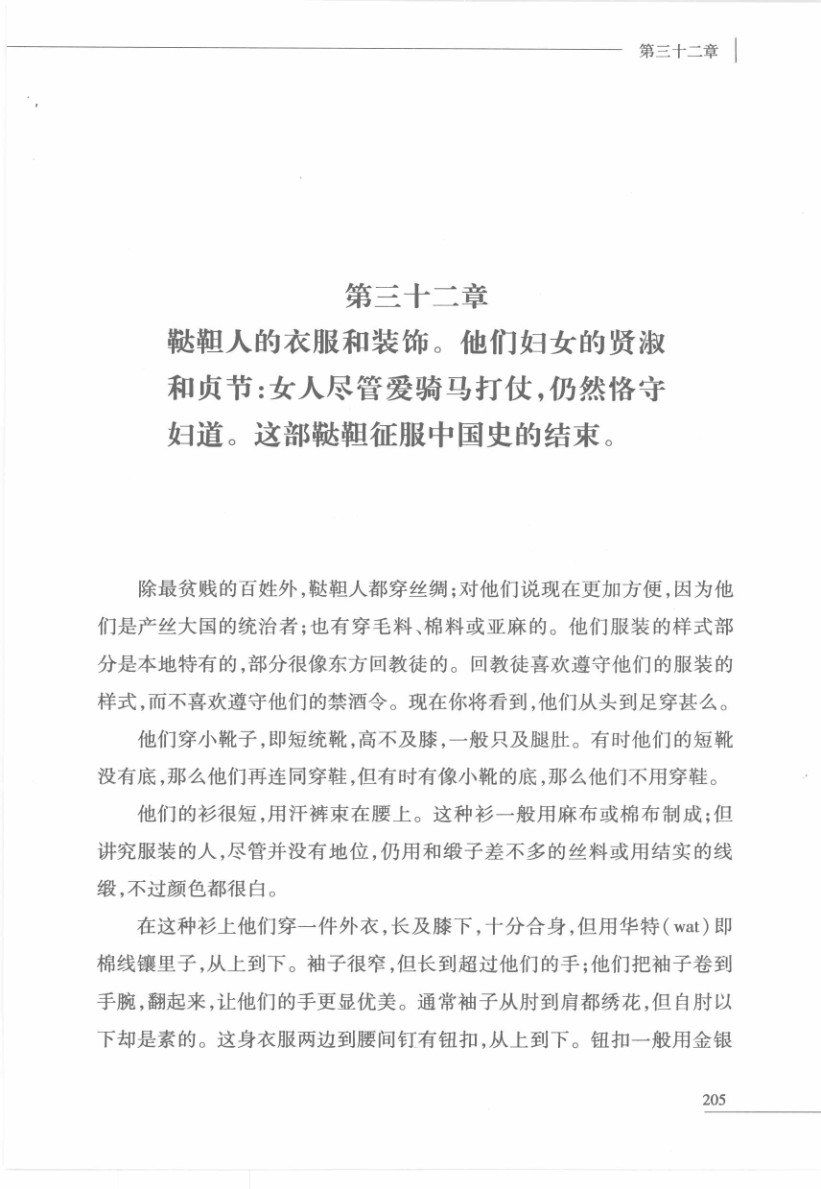 第三十二章
第三十二章
鞑靼人的衣服和装饰。他们妇女的贤淑
和贞节:女人尽管爱骑马打仗,仍然恪守
妇道。这部鞑靼征服中国史的结束。
除最贫贱的百姓外,鞑靼人都穿丝绸;对他们说现在更加方便,因为他
们是产丝大国的统治者;也有穿毛料、棉料或亚麻的。他们服装的样式部
分是本地特有的,部分很像东方回教徒的。回教徒喜欢遵守他们的服装的
样式,而不喜欢遵守他们的禁酒令。现在你将看到,他们从头到足穿甚么。
他们穿小靴子,即短统靴,高不及膝,一般只及腿肚。有时他们的短靴
没有底,那么他们再连同穿鞋,但有时有像小靴的底,那么他们不用穿鞋。
他们的衫很短,用汗裤束在腰上。这种衫一般用麻布或棉布制成;但
讲究服装的人,尽管并没有地位,仍用和缎子差不多的丝料或用结实的线
缎,不过颜色都很白。
在这种衫上他们穿一件外衣,长及膝下,十分合身,但用华特(wat)即
棉线镶里子,从上到下。袖子很窄,但长到超过他们的手;他们把袖子卷到
手腕,翻起来,让他们的手更显优美。通常袖子从肘到肩都绣花,但自肘以
下却是素的。这身衣服两边到腰间钉有钮扣,从上到下。钮扣一般用金银
205